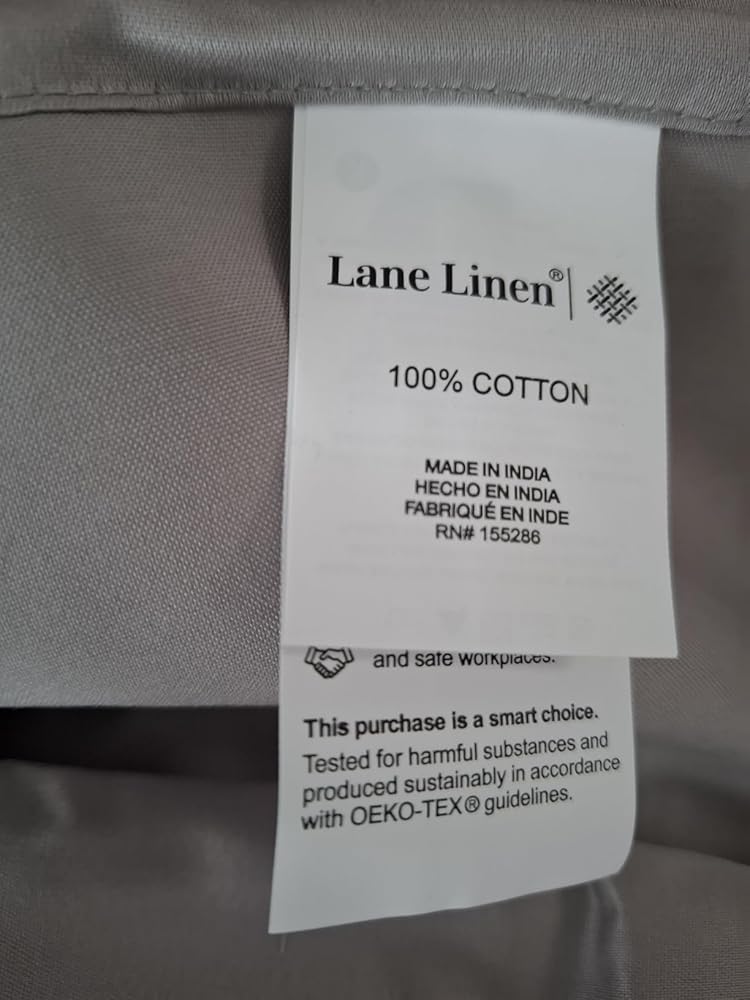 Lane Linen®
100% COTTON
MADE IN INDIA
HECHO EN INDIA
FABRIQUÉ EN INDE
RN# 155286
and safe workplaces.
This purchase is a smart choice.
Tested for harmful substances and
produced sustainably in accordance
with OEKO-TEX® guidelines.